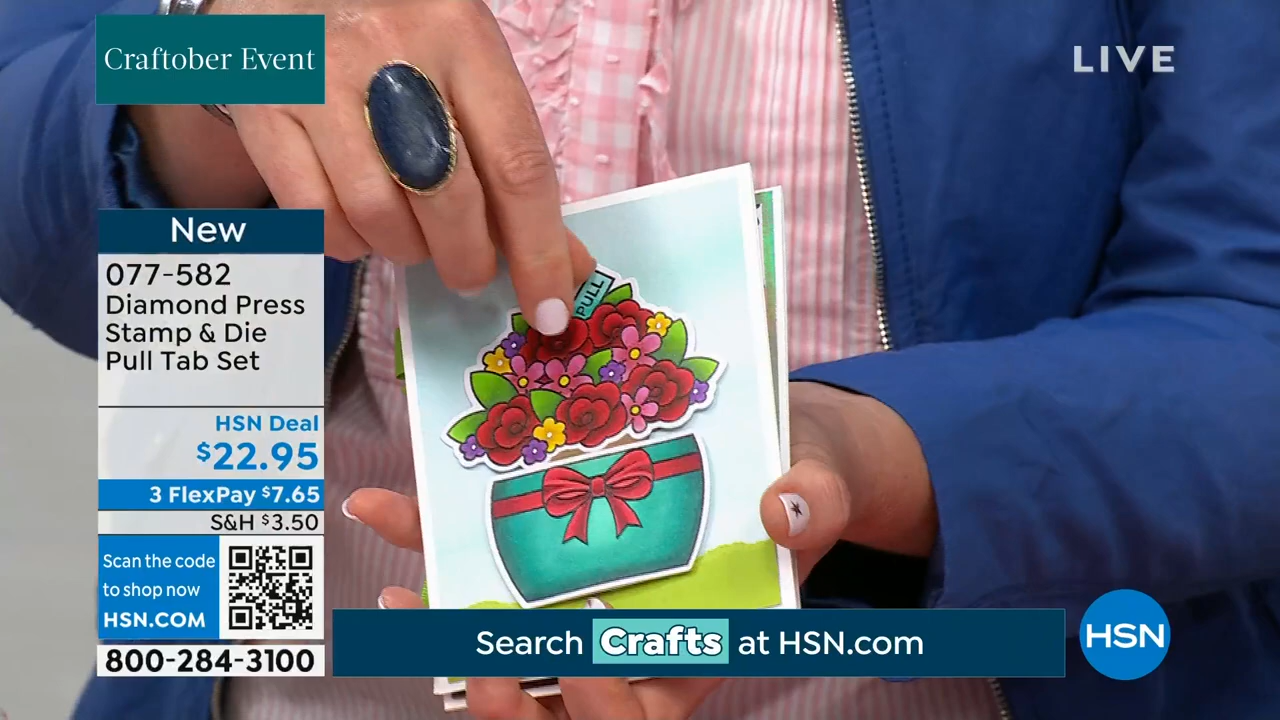 Craftober Event
LIVE
New
077-582
Diamond Press
Stamp & Die
Pull Tab Set
HSN Deal
$22.95
3 FlexPay $7.65
S&H $3.50
Scan the code
to shop now
HSN.COM
800-284-3100
PULL
Search Crafts at HSN.com
HSN